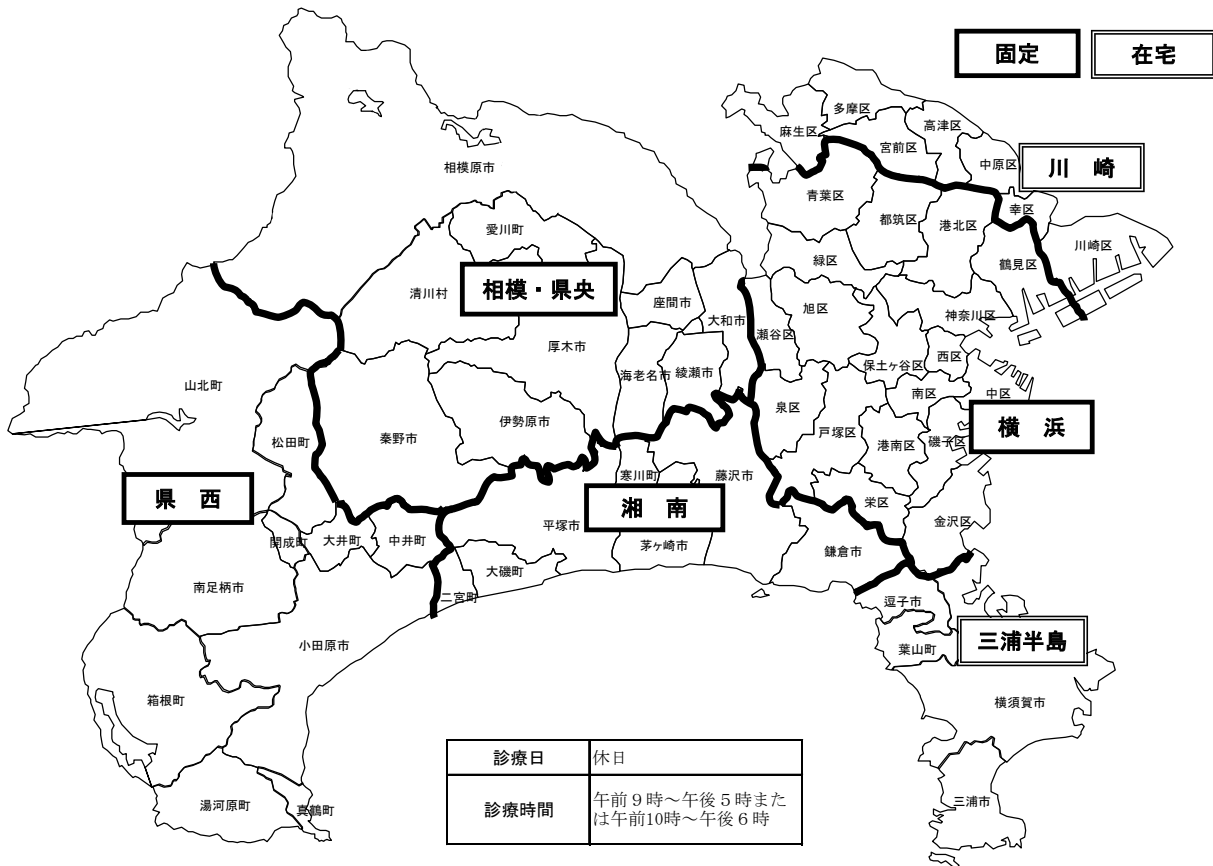 固定
在宅
多摩区
高津区
麻生区
宮前区
中原区
川 崎
相模原市
青葉区
幸区
都筑区
港北区
川崎区
愛川町
緑区
鶴見区
清川村
相模・県央
座間市
旭区
大和市
神奈川区
瀬谷区
厚木市
西区
保土ヶ谷区
海老名市
綾瀬市
山北町
南区
中区
泉区
伊勢原市
横 浜
戸塚区
秦野市
松田町
港南区
磯子区
寒川町
藤沢市
県 西
湘 南
栄区
金沢区
平塚市
開成町
大井町
中井町
茅ヶ崎市
鎌倉市
大磯町
南足柄市
二宮町
逗子市
小田原市
三浦半島
葉山町
箱根町
横須賀市
診療日
休日
診療時間
午前9時～午後5時また
は午前10時～午後6時
湯河原町
真鶴町
三浦市